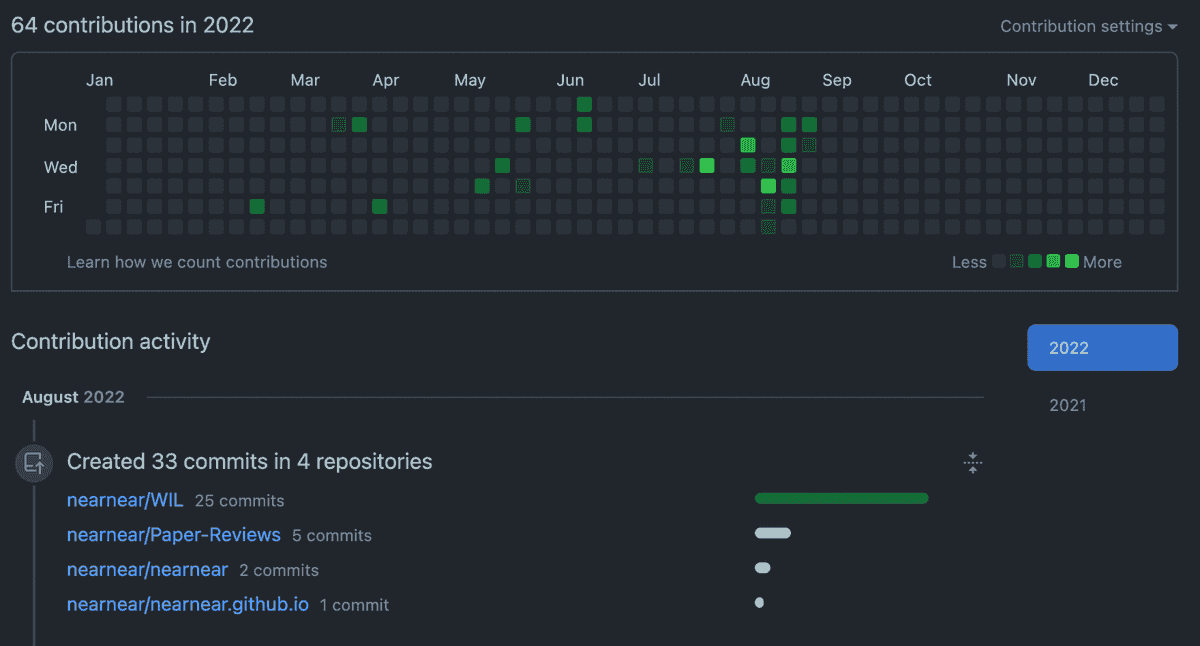 64 contributions in 2022
Contribution settings
Jan Feb Mar Apr May Jun Jul Aug Sep Oct Nov Dec
Mon
Wed
Fri
Learn how we count contributions
Less More
Contribution activity
2022
2021
August 2022
Created 33 commits in 4 repositories
nearnear/WIL 25 commits
nearnear/Paper-Reviews 5 commits
nearnear/nearnear 2 commits
nearnear/nearnear.github.io 1 commit